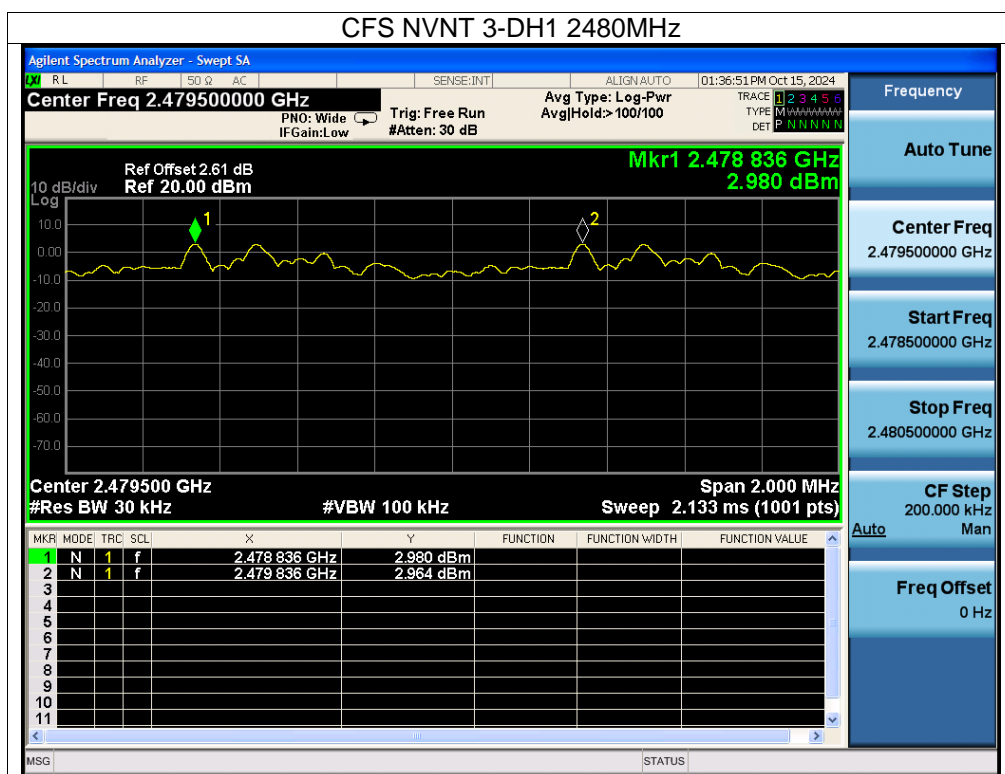 CFS NVNT 3-DH1 2480MHz
Agilent Spectrum Analyzer - Swept SA
LXI RL RF 50 Ω AC SENSE:INT ALIGN AUTO 01:36:51 PM Oct 15, 2024
Center Freq 2.479500000 GHz
PNO: Wide
IFGain:Low
Trig: Free Run
#Atten: 30 dB
Avg Type: Log-Pwr
Avg|Hold:>100/100
TRACE 1 2 3 4 5 6
TYPE M WWWWW
DET P N N N N N
Mkr1 2.478 836 GHz
2.980 dBm
Ref Offset 2.61 dB
10 dB/div Ref 20.00 dBm
Log
10.0
0.00
-10.0
-20.0
-30.0
-40.0
-50.0
-60.0
-70.0
1
2
Center 2.479500 GHz Span 2.000 MHz
#Res BW 30 kHz #VBW 100 kHz Sweep 2.133 ms (1001 pts)
MKR MODE TRC SCL X Y FUNCTION FUNCTION WIDTH FUNCTION VALUE
1 N 1 f 2.478 836 GHz 2.980 dBm
2 N 1 f 2.479 836 GHz 2.964 dBm
3
4
5
6
7
8
9
10
11
MSG STATUS
Frequency
Auto Tune
Center Freq
2.479500000 GHz
Start Freq
2.478500000 GHz
Stop Freq
2.480500000 GHz
CF Step
200.000 kHz
Auto Man
Freq Offset
0 Hz